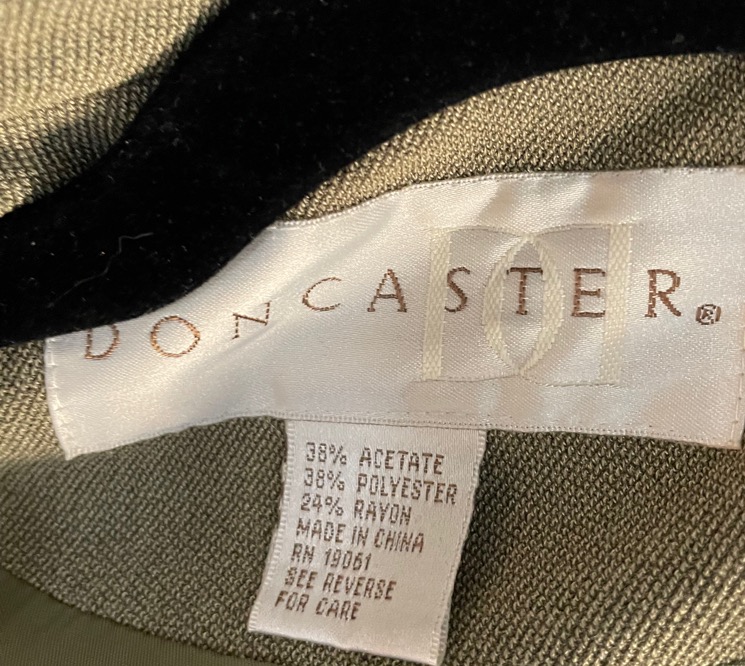 DONCASTER®
38% ACETATE
38% POLYESTER
24% RAYON
MADE IN CHINA
RN 19061
SEE REVERSE
FOR CARE